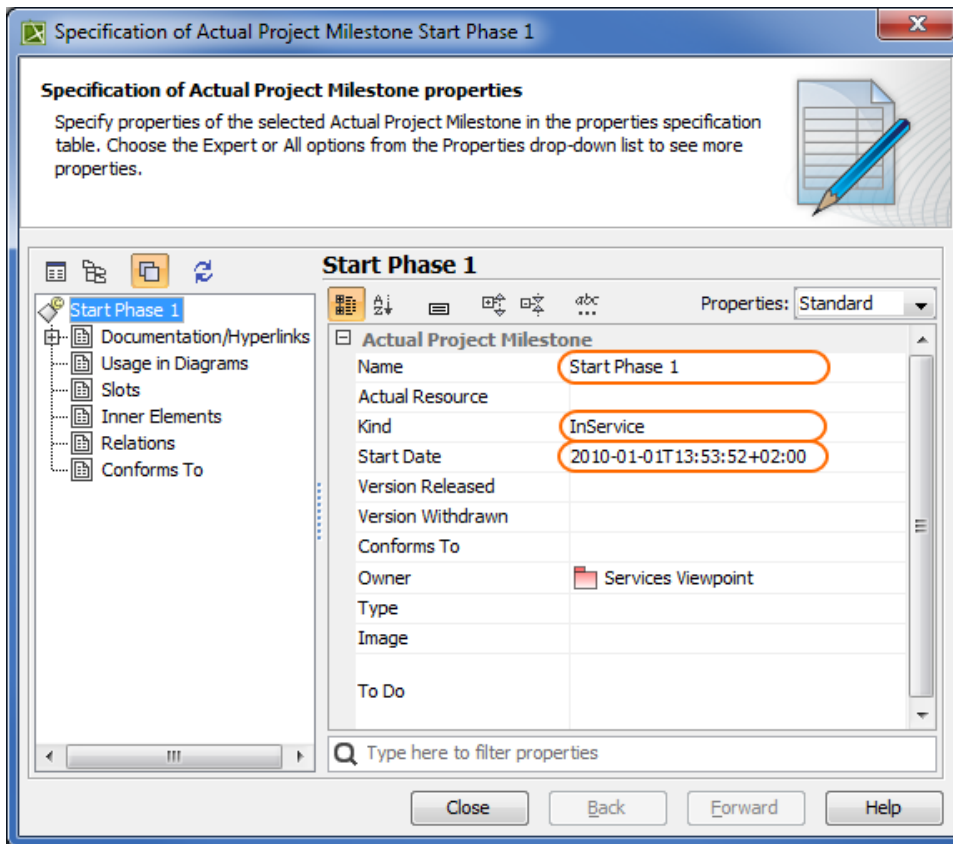 Specification of Actual Project Milestone Start Phase 1
x
Specification of Actual Project Milestone properties
Specify properties of the selected Actual Project Milestone in the properties specification
table. Choose the Expert or All options from the Properties drop-down list to see more
properties.
Start Phase 1
Properties: Standard
Start Phase 1
Documentation/Hyperlinks
Usage in Diagrams
Slots
Inner Elements
Relations
Conforms To
Actual Project Milestone
Name Start Phase 1
Actual Resource
Kind InService
Start Date 2010-01-01T13:53:52+02:00
Version Released
Version Withdrawn
Conforms To
Owner Services Viewpoint
Type
Image
To Do
Type here to filter properties
Close Back Forward Help